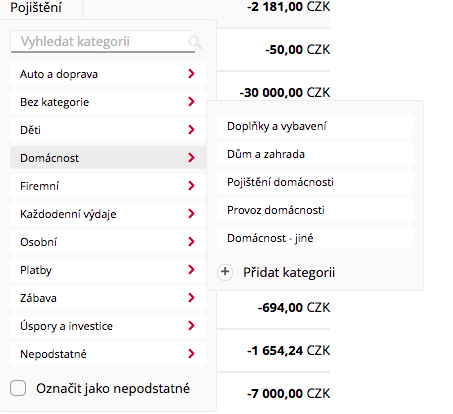 Pojištění
-2 181,00 CZK
Vyhledat kategorii
-50,00 CZK
Auto a doprava
Bez kategorie
-30 000,00 CZK
Děti
Domácnost
Firemní
Každodenní výdaje
Osobní
Platby
Zábava
Úspory a investice
Nepodstatné
Označit jako nepodstatné
Doplňky a vybavení
Dům a zahrada
Pojištění domácnosti
Provoz domácnosti
Domácnost - jiné
Přidat kategorii
-694,00 CZK
-1 654,24 CZK
-7 000,00 CZK